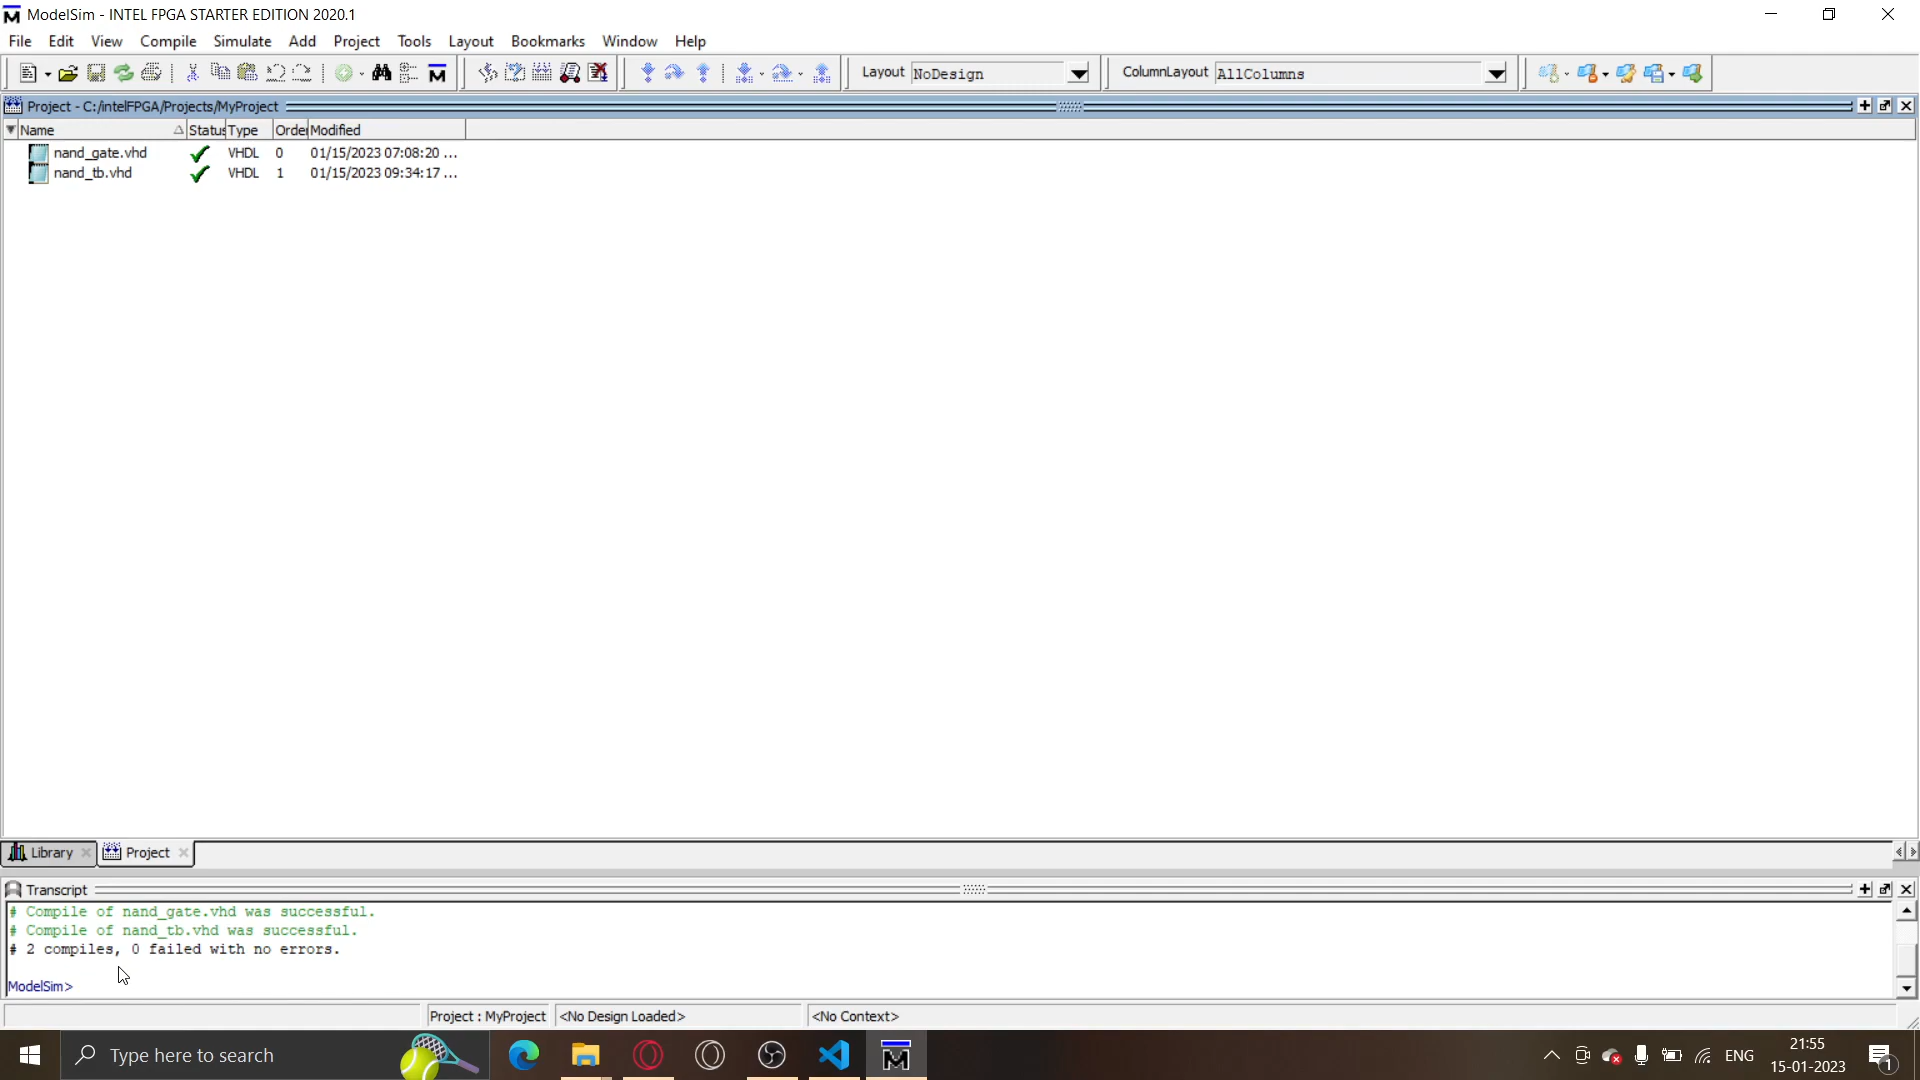 ModelSim - INTEL FPGA STARTER EDITION 2020.1
File Edit View Compile Simulate Add Project Tools Layout Bookmarks Window Help
Layout NoDesign ColumnLayout AllColumns
Project - C:/intelFPGA/Projects/MyProject
Name Status Type Order Modified
nand_gate.vhd VHDL 0 01/15/2023 07:08:20 ...
nand_tb.vhd VHDL 1 01/15/2023 09:34:17 ...
Library Project
Transcript
# Compile of nand_gate.vhd was successful.
# Compile of nand_tb.vhd was successful.
# 2 compiles, 0 failed with no errors.
ModelSim>
Project : MyProject <No Design Loaded> <No Context>
Type here to search ENG 21:55
15-01-2023 1